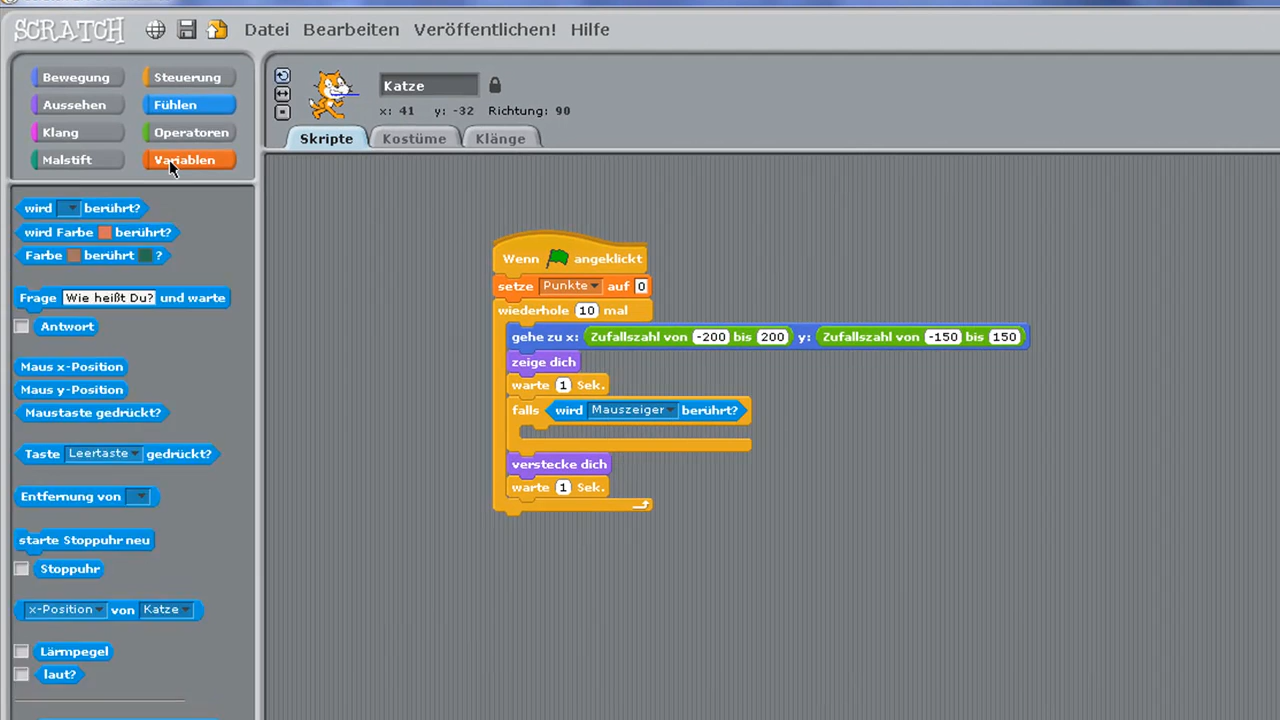 SCRATCH Datei Bearbeiten Veröffentlichen! Hilfe
Bewegung Steuerung
Aussehen Fühlen
Klang Operatoren
Malstift Variablen
Katze
x: 41 y: -32 Richtung: 90
Skripte Kostüme Klänge
wird berührt?
wird Farbe berührt?
Farbe berührt ?
Frage Wie heißt Du? und warte
Antwort
Maus x-Position
Maus y-Position
Maustaste gedrückt?
Taste Leertaste gedrückt?
Entfernung von
starte Stoppuhr neu
Stoppuhr
x-Position von Katze
Lärmpegel
laut?
Wenn angeklickt
setze Punkte auf 0
wiederhole 10 mal
gehe zu x: Zufallszahl von -200 bis 200 y: Zufallszahl von -150 bis 150
zeige dich
warte 1 Sek.
falls wird Mauszeiger berührt?
verstecke dich
warte 1 Sek.